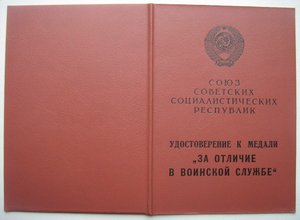 СОЮЗ
СОВЕТСКИХ
СОЦИАЛИСТИЧЕСКИХ
РЕСПУБЛИК
УДОСТОВЕРЕНИЕ К МЕДАЛИ
„ЗА ОТЛИЧИЕ
В ВОИНСКОЙ СЛУЖБЕ“